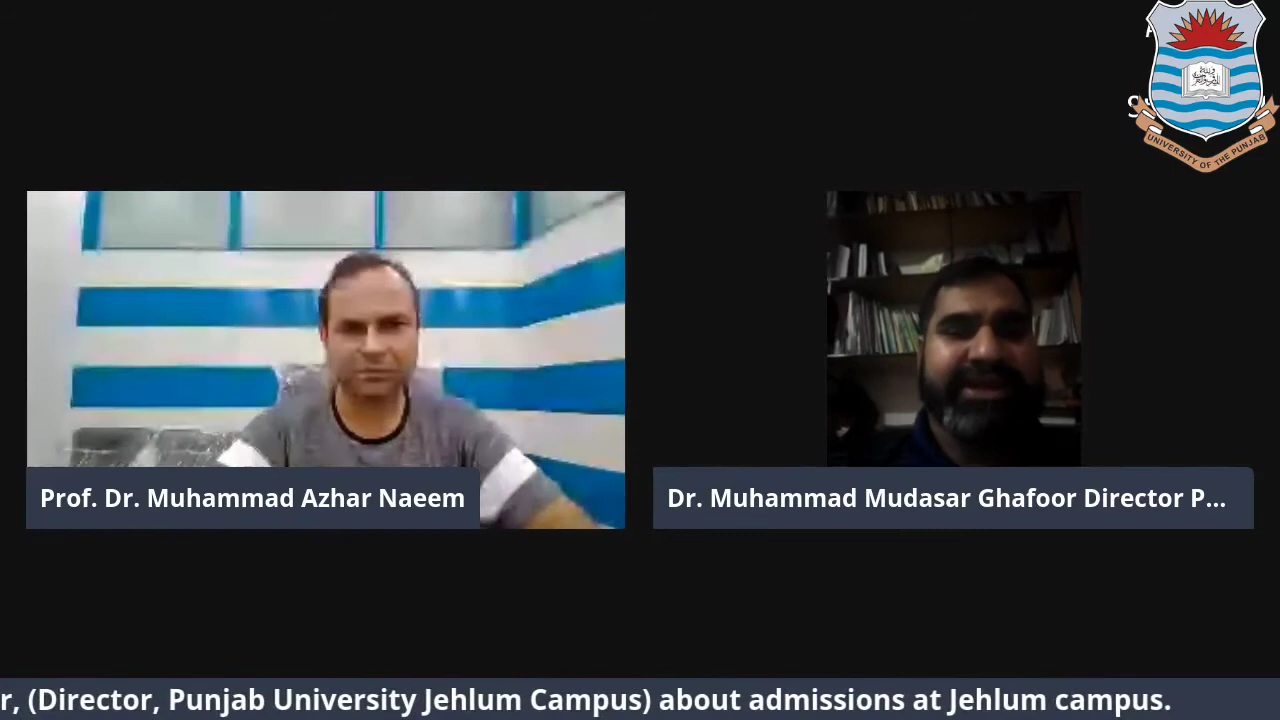 UNIVERSITY OF THE PUNJAB
Prof. Dr. Muhammad Azhar Naeem
Dr. Muhammad Mudasar Ghafoor Director P...
r, (Director, Punjab University Jehlum Campus) about admissions at Jehlum campus.